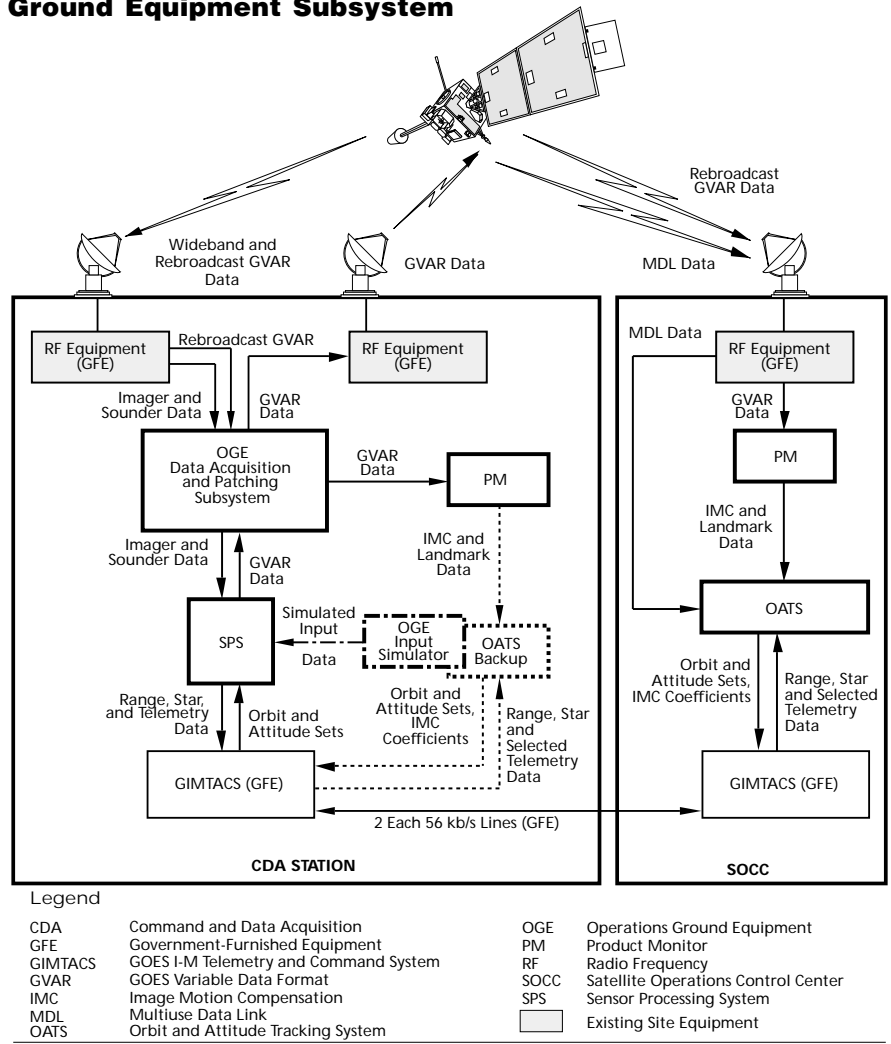 Ground Equipment Subsystem
Rebroadcast
GVAR Data
Wideband and
Rebroadcast GVAR
Data
GVAR Data
MDL Data
RF Equipment
(GFE)
Rebroadcast GVAR
RF Equipment
(GFE)
MDL Data
RF Equipment
(GFE)
Imager and
Sounder Data
GVAR
Data
GVAR
Data
OGE
Data Acquisition
and Patching
Subsystem
GVAR
Data
PM
PM
Imager and
Sounder Data
GVAR
Data
IMC and
Landmark
Data
IMC and
Landmark
Data
SPS
Simulated
Input
Data
OGE
Input
Simulator
OATS
Backup
OATS
Range, Star,
and Telemetry
Data
Orbit and
Attitude Sets
Orbit and
Attitude Sets,
IMC
Coefficients
Range, Star
and
Selected
Telemetry
Data
Orbit and
Attitude Sets,
IMC Coefficients
Range, Star
and Selected
Telemetry
Data
GIMTACS (GFE)
GIMTACS (GFE)
2 Each 56 kb/s Lines (GFE)
CDA STATION
SOCC
Legend
CDA Command and Data Acquisition
GFE Government-Furnished Equipment
GIMTACS GOES I-M Telemetry and Command System
GVAR GOES Variable Data Format
IMC Image Motion Compensation
MDL Multiuse Data Link
OATS Orbit and Attitude Tracking System
OGE Operations Ground Equipment
PM Product Monitor
RF Radio Frequency
SOCC Satellite Operations Control Center
SPS Sensor Processing System
Existing Site Equipment